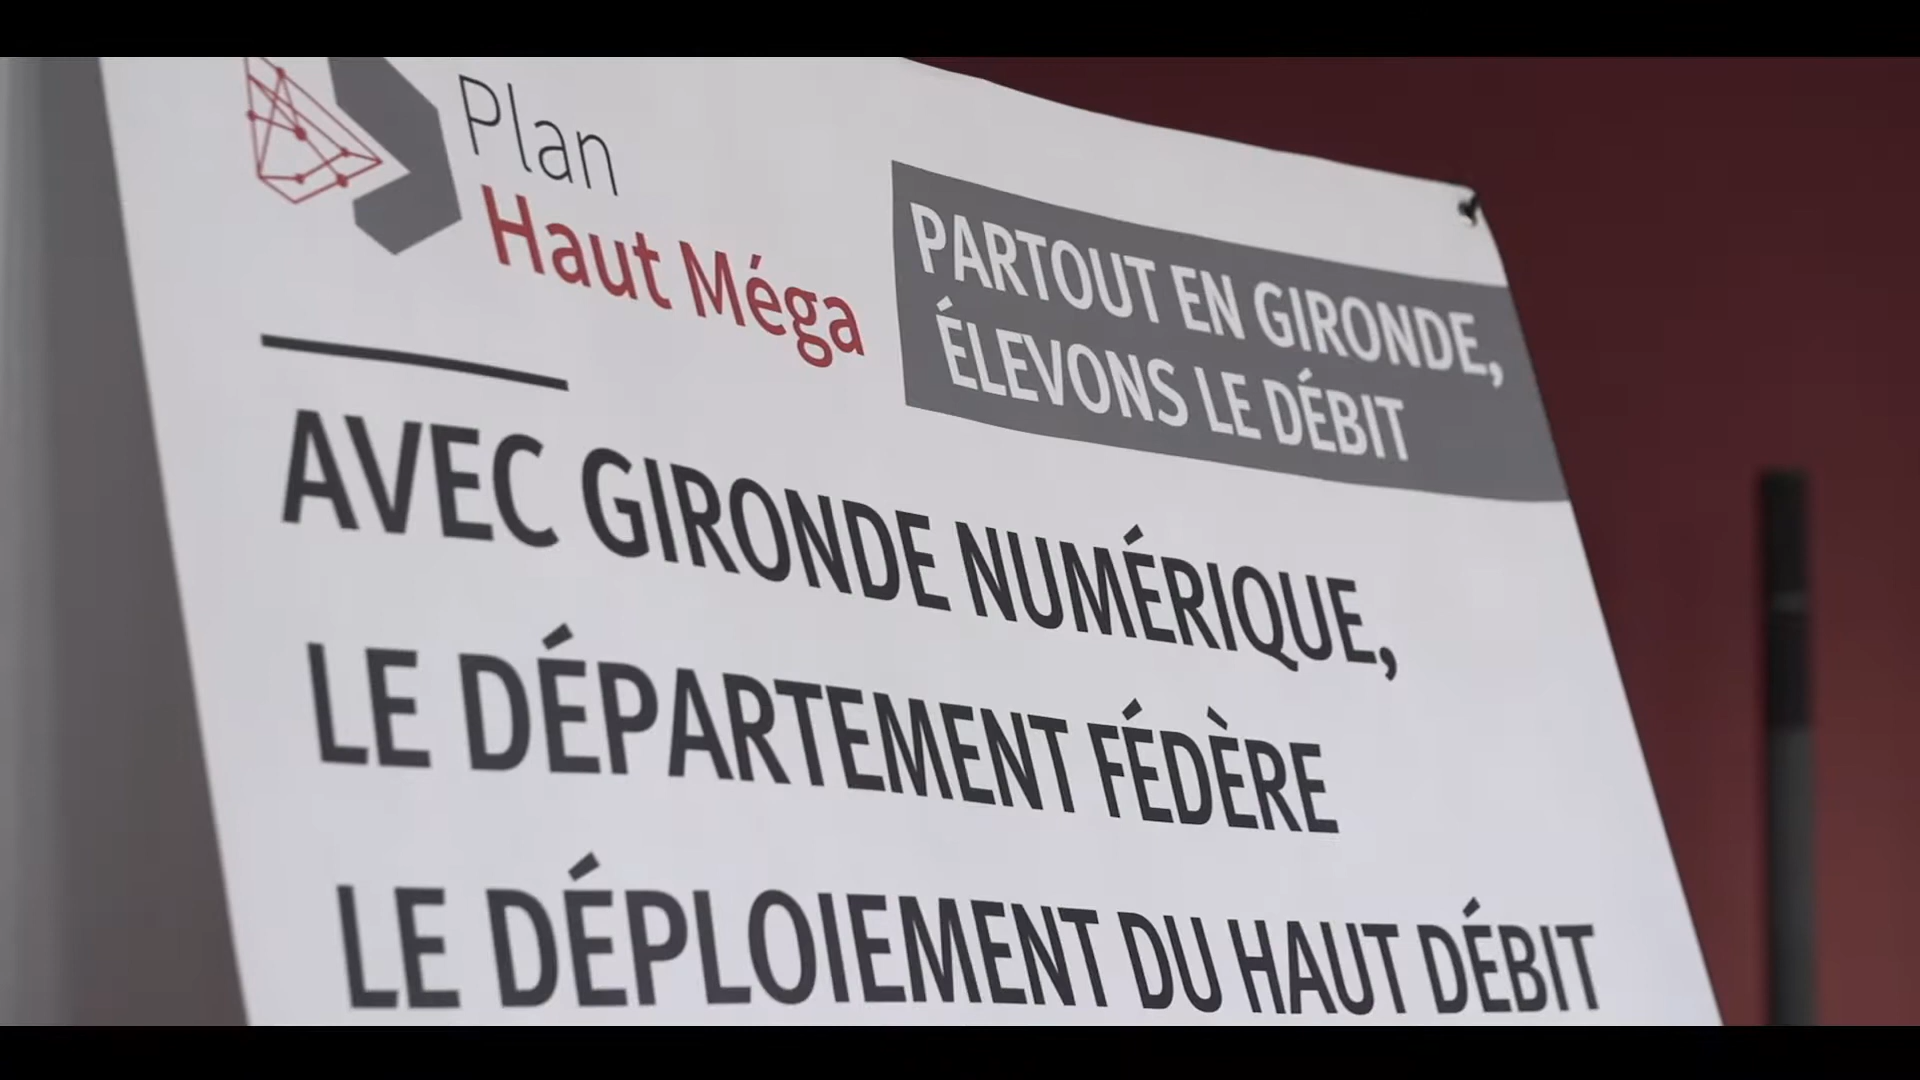 Plan
Haut Méga
PARTOUT EN GIRONDE,
ÉLEVONS LE DÉBIT
AVEC GIRONDE NUMÉRIQUE,
LE DÉPARTEMENT FÉDÈRE
LE DÉPLOIEMENT DU HAUT DÉBIT